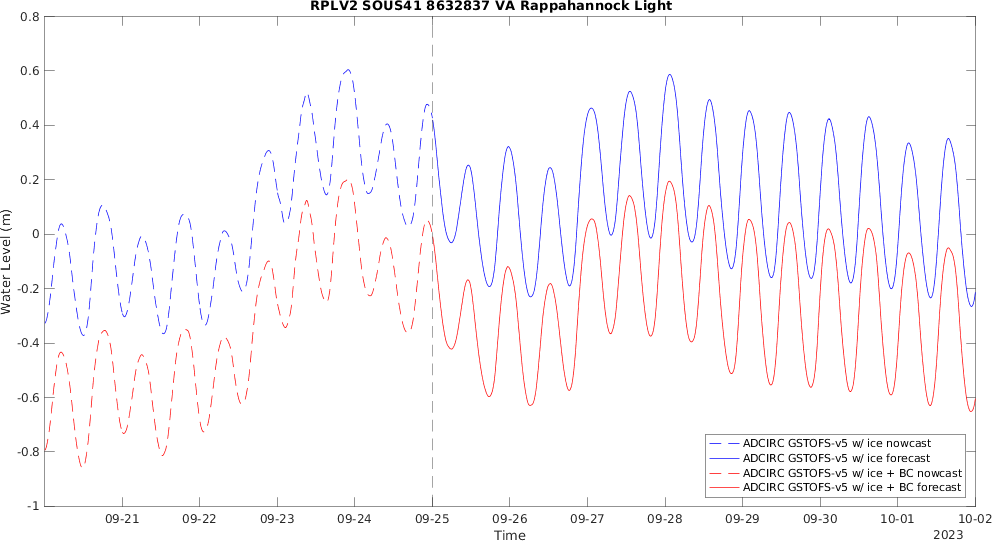 RPLV2 SOUS41 8632837 VA Rappahannock Light
Water Level (m)
0.8
0.6
0.4
0.2
0
-0.2
-0.4
-0.6
-0.8
-1
09-21 09-22 09-23 09-24 09-25 09-26 09-27 09-28 09-29 09-30 10-01 10-02
2023
Time
ADCIRC GSTOFS-v5 w/ ice nowcast
ADCIRC GSTOFS-v5 w/ ice forecast
ADCIRC GSTOFS-v5 w/ ice + BC nowcast
ADCIRC GSTOFS-v5 w/ ice + BC forecast